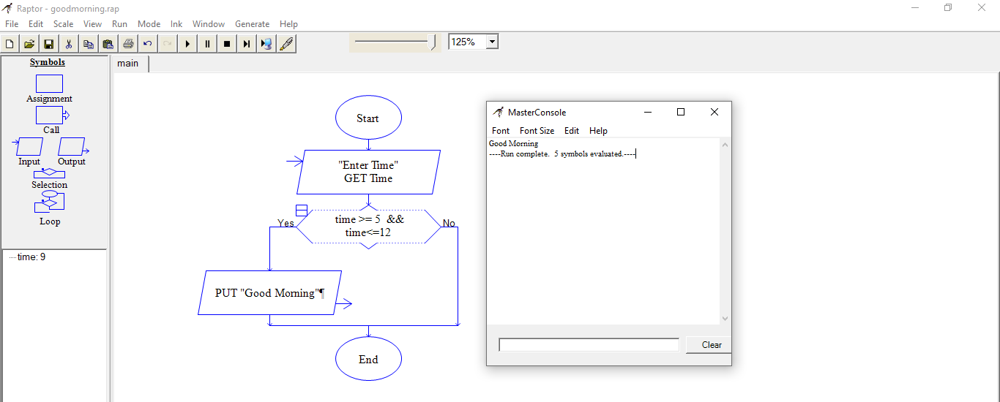 Raptor - goodmorning.rap
File Edit Scale View Run Mode Ink Window Generate Help
125%
Symbols
Assignment
Call
Input Output
Selection
Loop
time: 9
main
Start
"Enter Time"
GET Time
Yes
time >= 5 &&
time<=12
No
PUT "Good Morning"¶
End
MasterConsole
Font Font Size Edit Help
Good Morning
----Run complete. 5 symbols evaluated.----
Clear